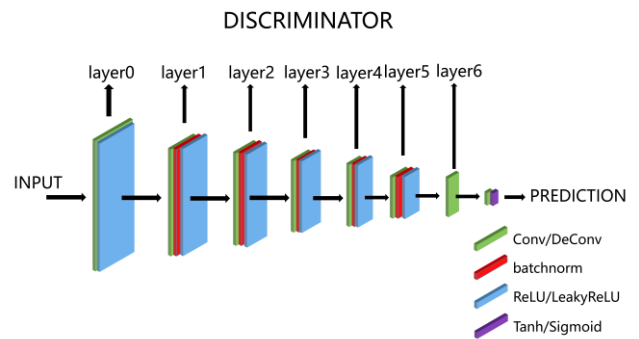 DISCRIMINATOR
layer0
layer1
layer2
layer3
layer4
layer5
layer6
INPUT
PREDICTION
Conv/DeConv
batchnorm
ReLU/LeakyReLU
Tanh/Sigmoid